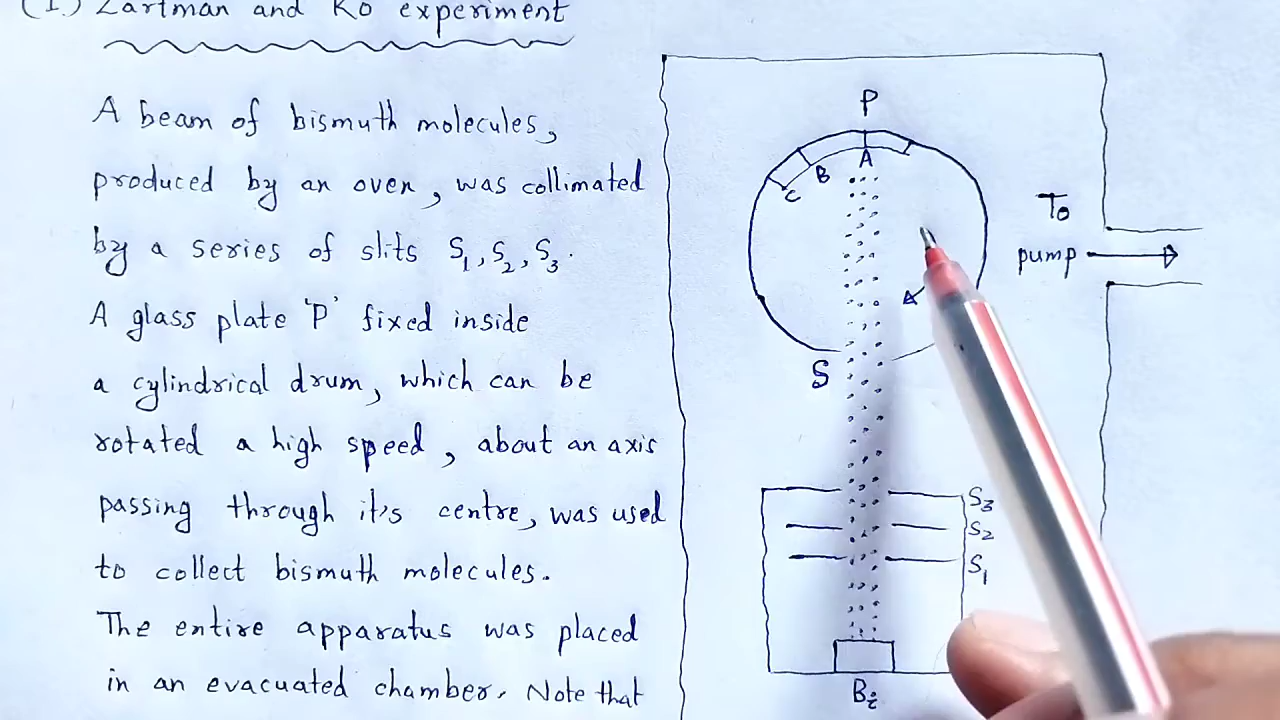 (1.) Zartman and Ko experiment
A beam of bismuth molecules,
produced by an oven, was collimated
by a series of slits S1, S2, S3.
A glass plate 'P' fixed inside
a cylindrical drum, which can be
rotated a high speed, about an axis
passing through it's centre, was used
to collect bismuth molecules.
The entire apparatus was placed
in an evacuated chamber. Note that
P
A
B
C
To
pump
S
S3
S2
S1
Bi